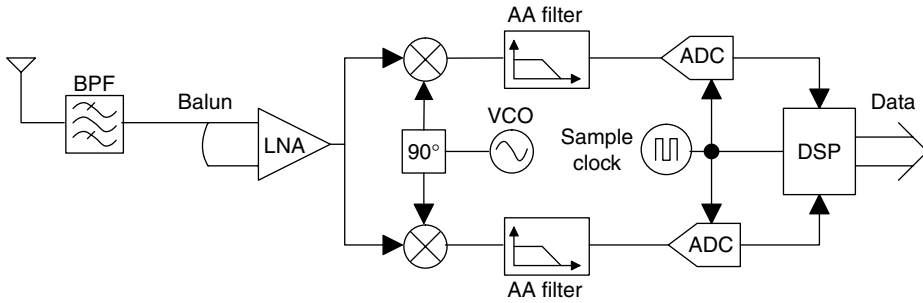 AA filter
BPF
Balun
LNA
90°
VCO
Sample
clock
ADC
DSP
Data
ADC
AA filter